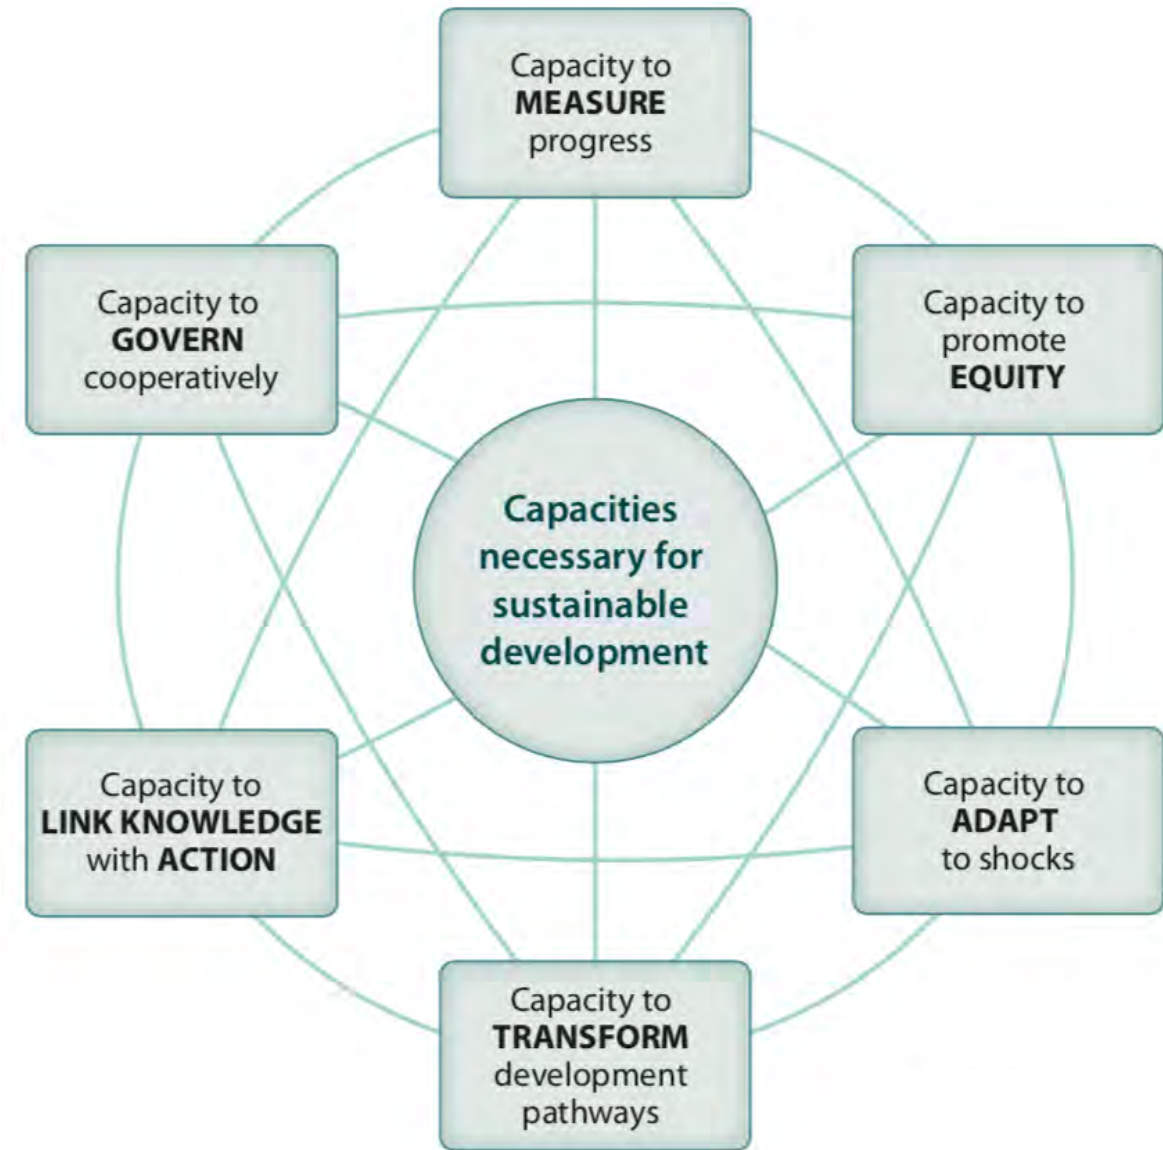 Capacity to
MEASURE
progress
Capacity to
GOVERN
cooperatively
Capacity to
promote
EQUITY
Capacities
necessary for
sustainable
development
Capacity to
LINK KNOWLEDGE
with ACTION
Capacity to
ADAPT
to shocks
Capacity to
TRANSFORM
development
pathways